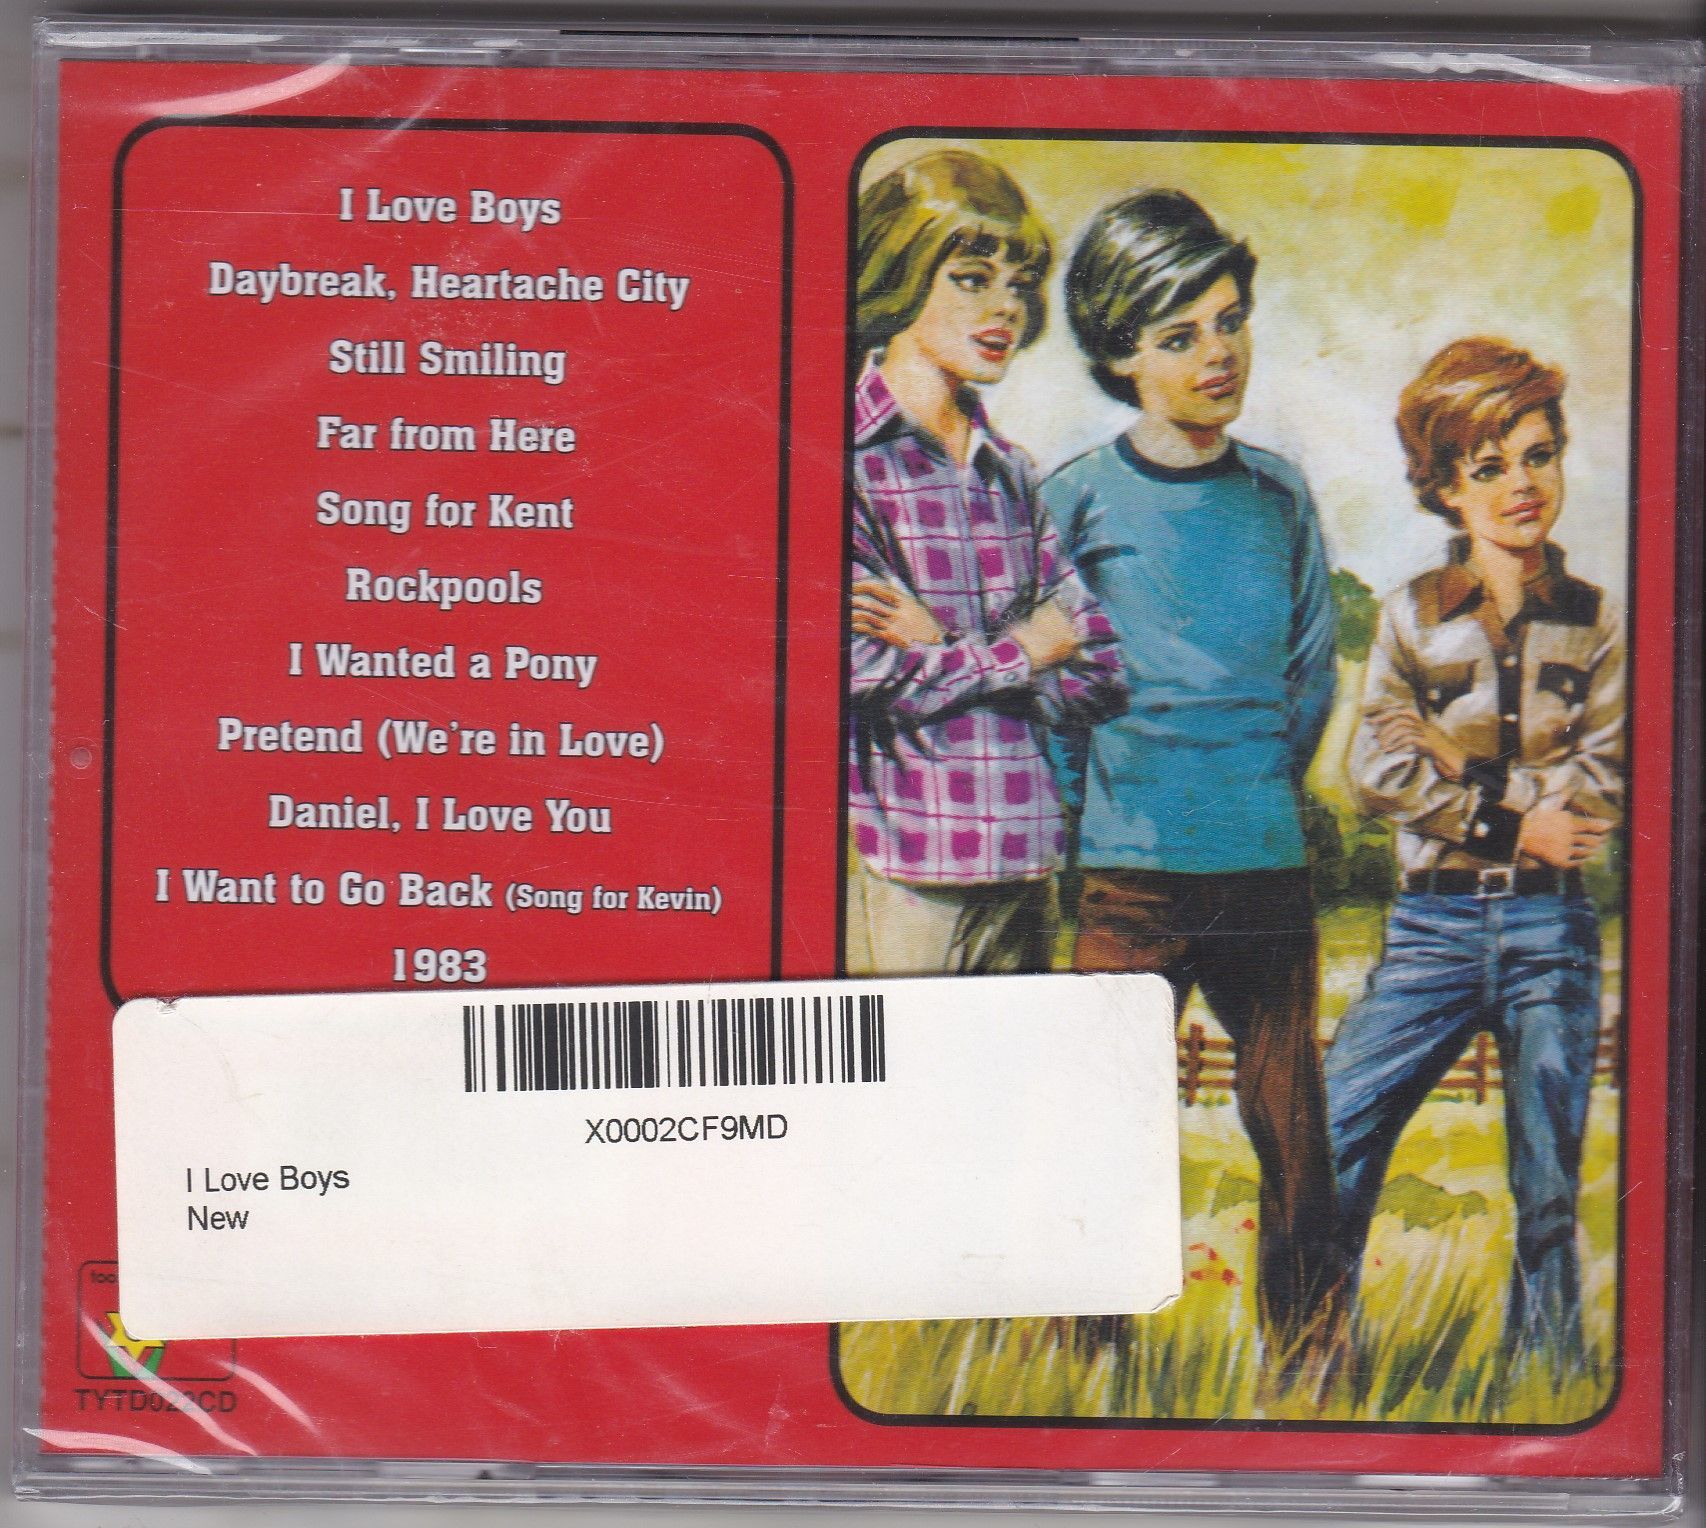 I Love Boys
Daybreak, Heartache City
Still Smiling
Far from Here
Song for Kent
Rockpools
I Wanted a Pony
Pretend (We're in Love)
Daniel, I Love You
I Want to Go Back (Song for Kevin)
1983
X0002CF9MD
I Love Boys
New
TYTD022CD